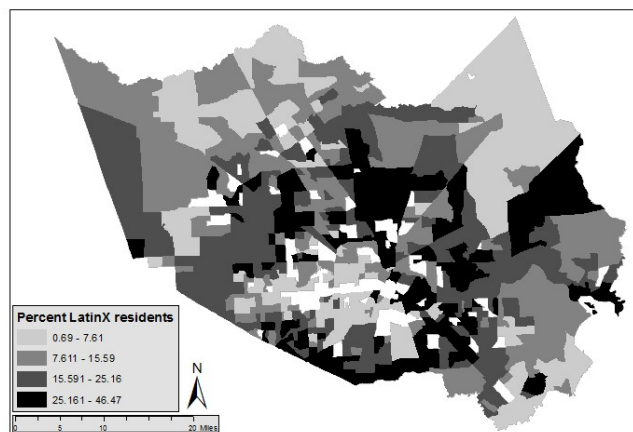 Percent LatinX residents
0.69 - 7.61
7.611 - 15.59
15.591 - 25.16
25.161 - 46.47
N
0 5 10 20 Miles